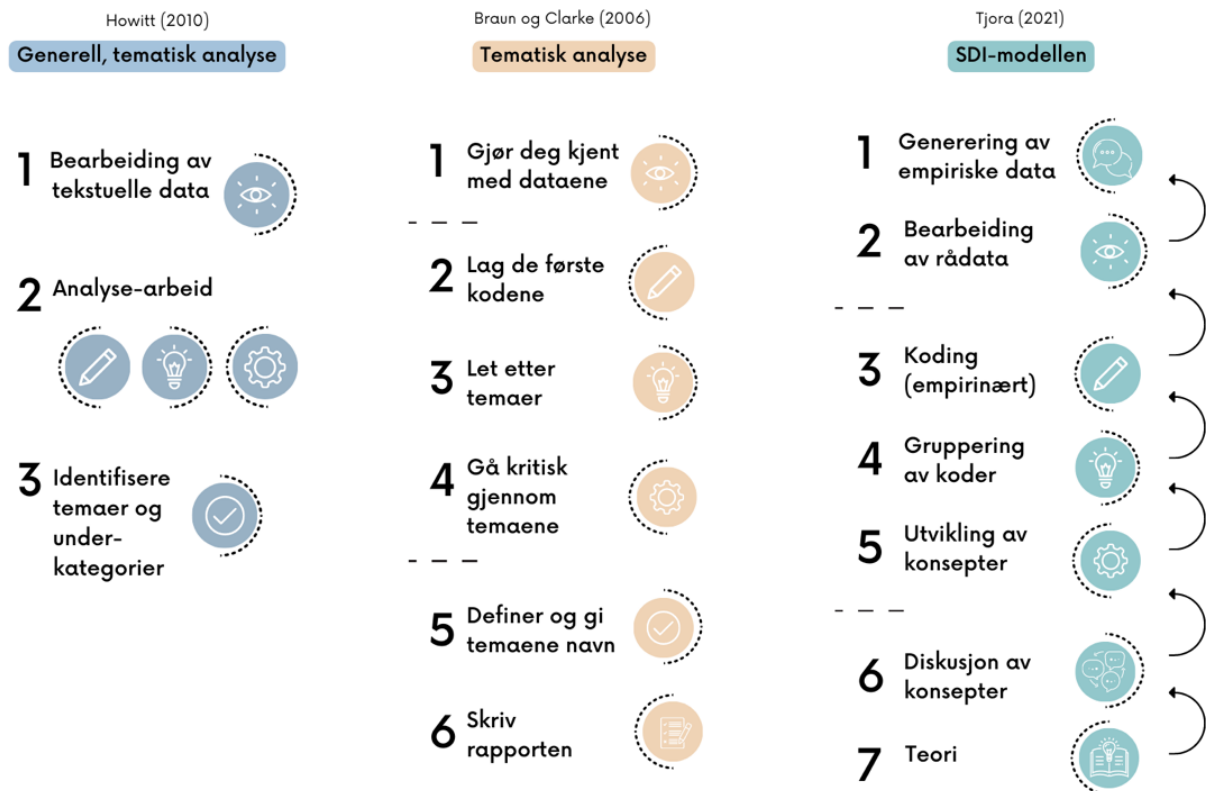 Howitt (2010)
Generell, tematisk analyse
1 Bearbeiding av
tekstuelle data
2 Analyse-arbeid
3 Identifisere
temaer og
under-
kategorier
Braun og Clarke (2006)
Tematisk analyse
1 Gjør deg kjent
med dataene
2 Lag de første
kodene
3 Let etter
temaer
4 Gå kritisk
gjennom
temaene
5 Definer og gi
temaene navn
6 Skriv
rapporten
Tjora (2021)
SDI-modellen
1 Generering av
empiriske data
2 Bearbeiding
av rådata
3 Koding
(empirinært)
4 Gruppering
av koder
5 Utvikling av
konsepter
6 Diskusjon av
konsepter
7 Teori